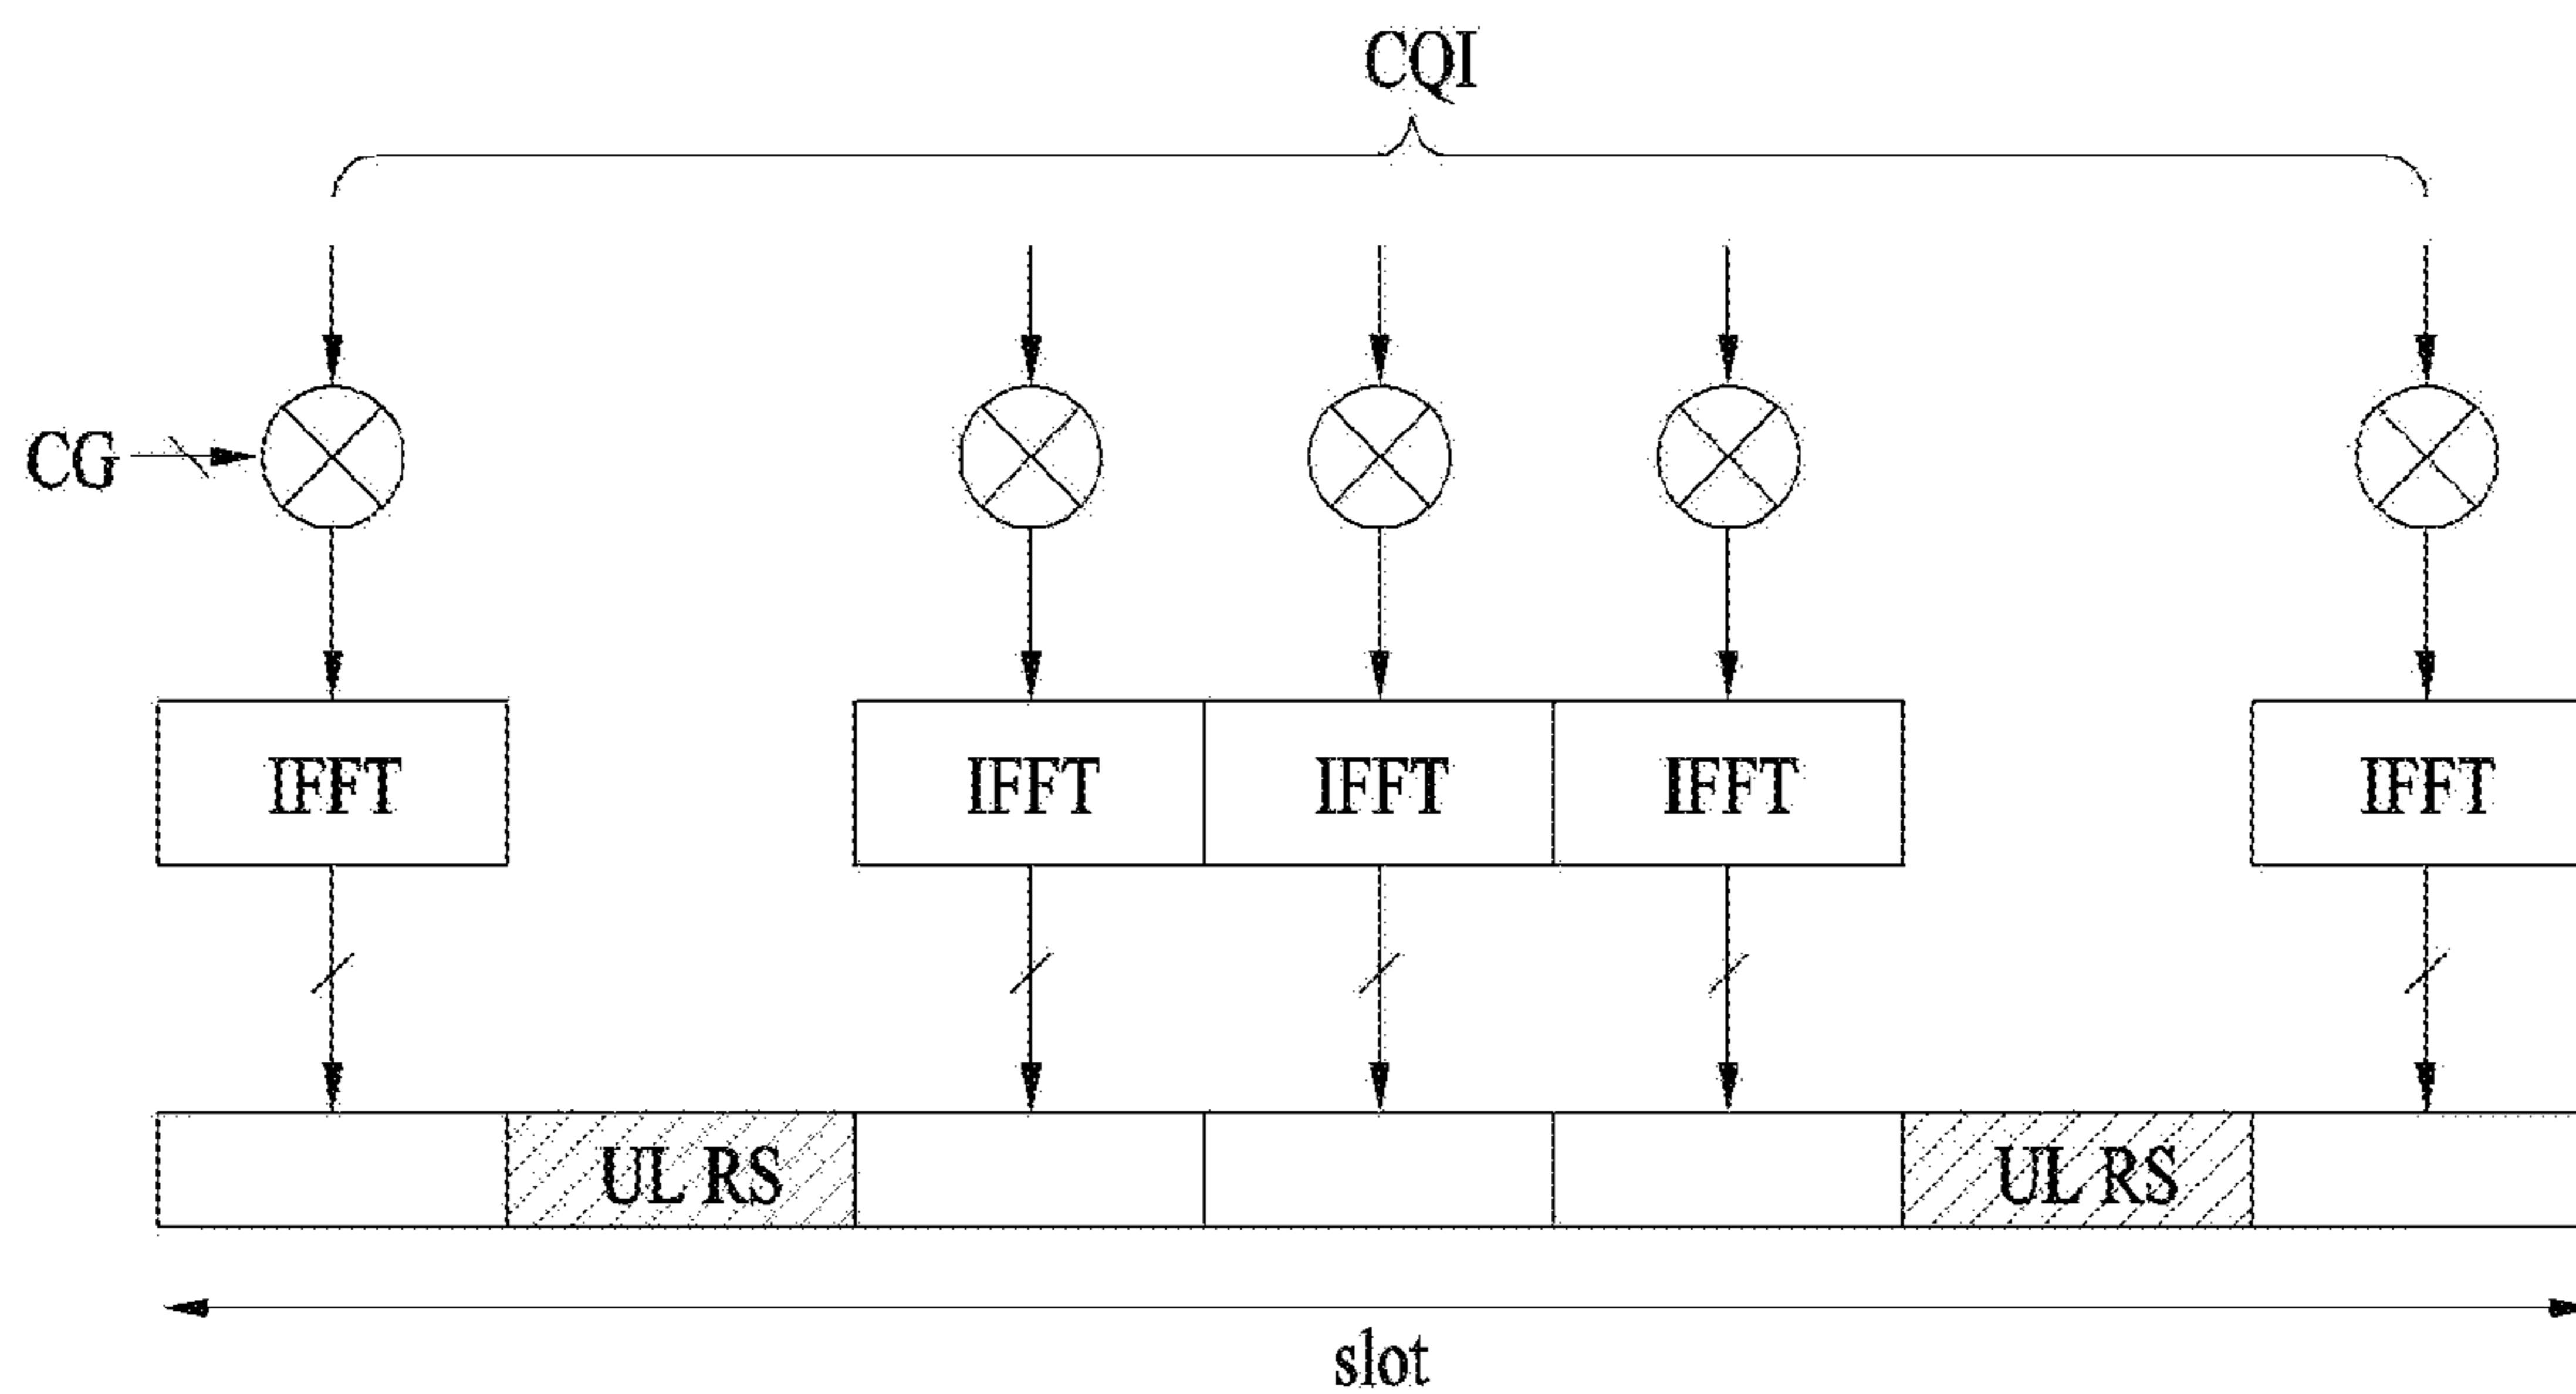 CQI
CG
IFFT IFFT IFFT IFFT IFFT
UL RS UL RS
slot